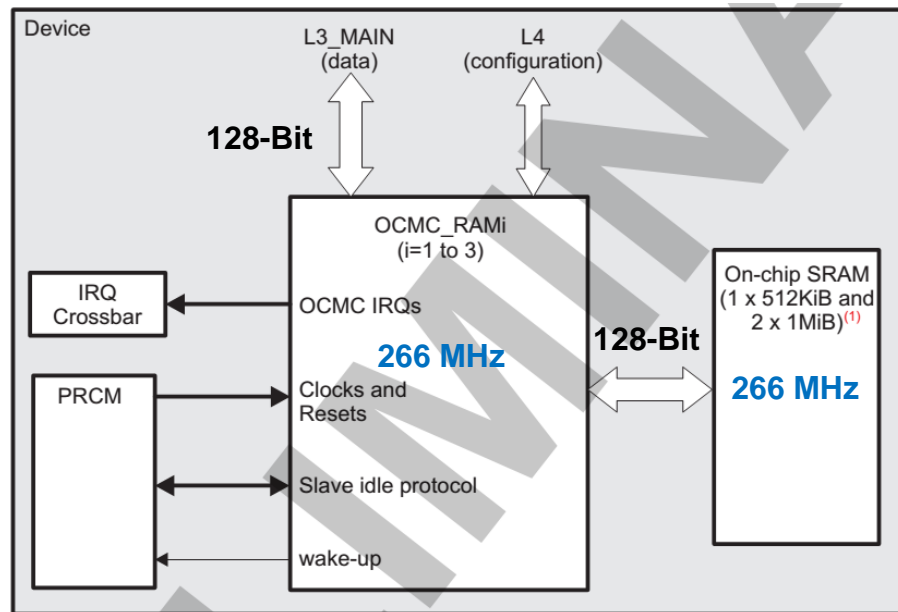 Device
L3_MAIN
(data)
L4
(configuration)
128-Bit
OCMC_RAMi
(i=1 to 3)
IRQ
Crossbar
OCMC IRQs
266 MHz
PRCM
Clocks and
Resets
Slave idle protocol
wake-up
128-Bit
On-chip SRAM
(1 x 512KiB and
2 x 1MiB)(1)
266 MHz
IMINA